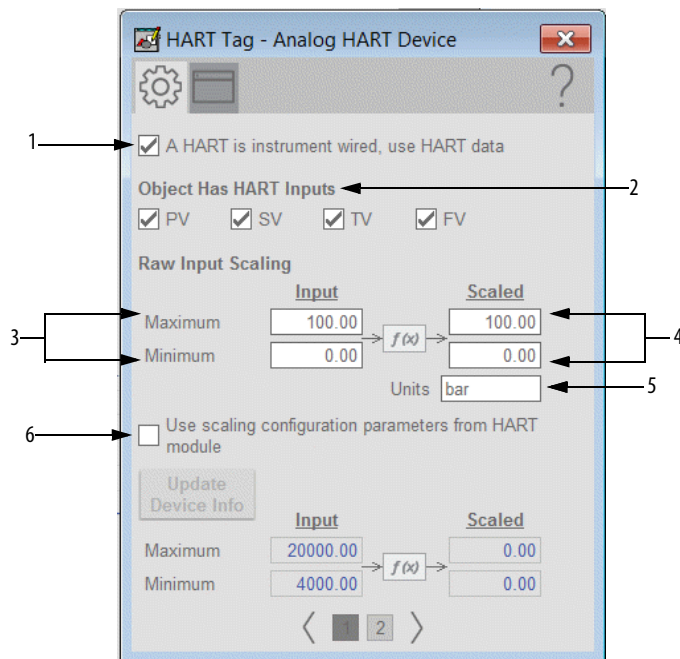 HART Tag - Analog HART Device
?
1
A HART is instrument wired, use HART data
Object Has HART Inputs
2
PV SV TV FV
Raw Input Scaling
Input Scaled
3
Maximum 100.00 f(x) 100.00
4
Minimum 0.00 0.00
Units bar
5
6
Use scaling configuration parameters from HART
module
Update
Device Info
Input Scaled
Maximum 20000.00 f(x) 0.00
Minimum 4000.00 0.00
1 2